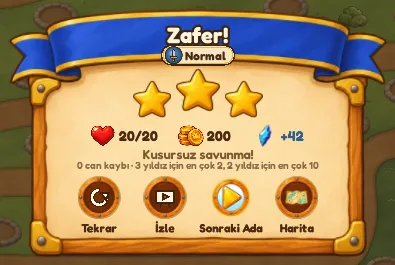 Zafer!
Normal
20/20 200 +42
Kusursuz savunma!
0 can kaybı · 3 yıldız için en çok 2, 2 yıldız için en çok 10
Tekrar İzle Sonraki Ada Harita